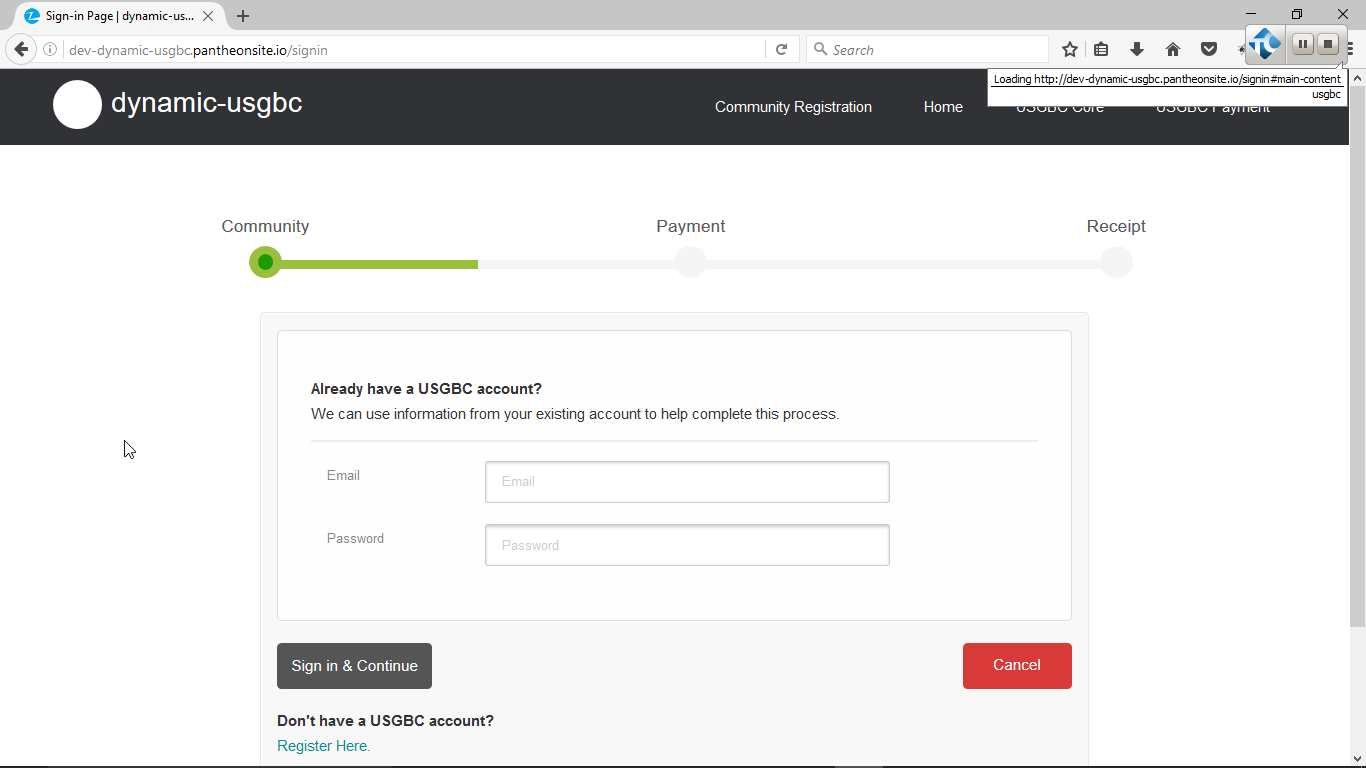 Sign-in Page | dynamic-us...
dev-dynamic-usgbc.pantheonsite.io/signin
Search
Loading http://dev-dynamic-usgbc.pantheonsite.io/signin#main-content
usgbc
dynamic-usgbc
Community Registration
Home
USGBC Core
USGBC Payment
Community
Payment
Receipt
Already have a USGBC account?
We can use information from your existing account to help complete this process.
Email
Email
Password
Password
Sign in & Continue
Cancel
Don't have a USGBC account?
Register Here.